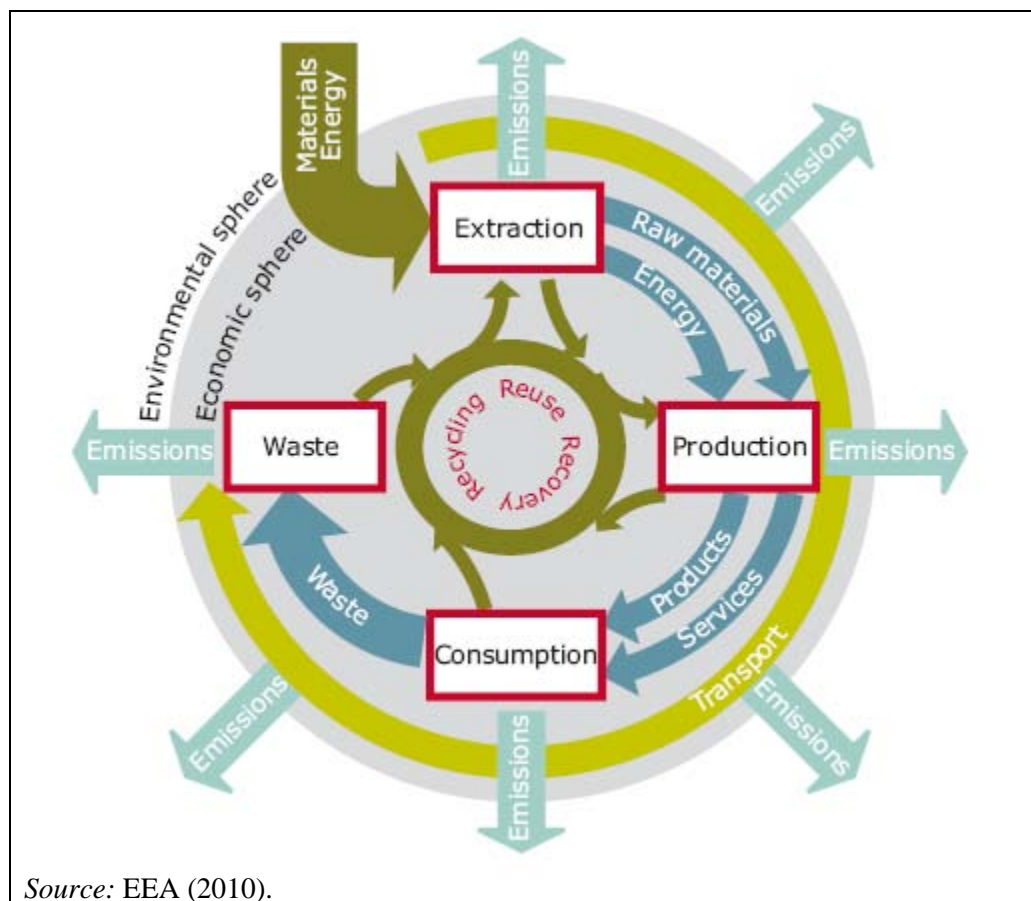 Materials
Energy
Emissions
Emissions
Environmental sphere
Economic sphere
Extraction
Raw materials
Energy
Recycling Reuse Recovery
Emissions
Waste
Production
Emissions
Waste
Products
Services
Consumption
Transport
Emissions
Emissions
Emissions
Source: EEA (2010).